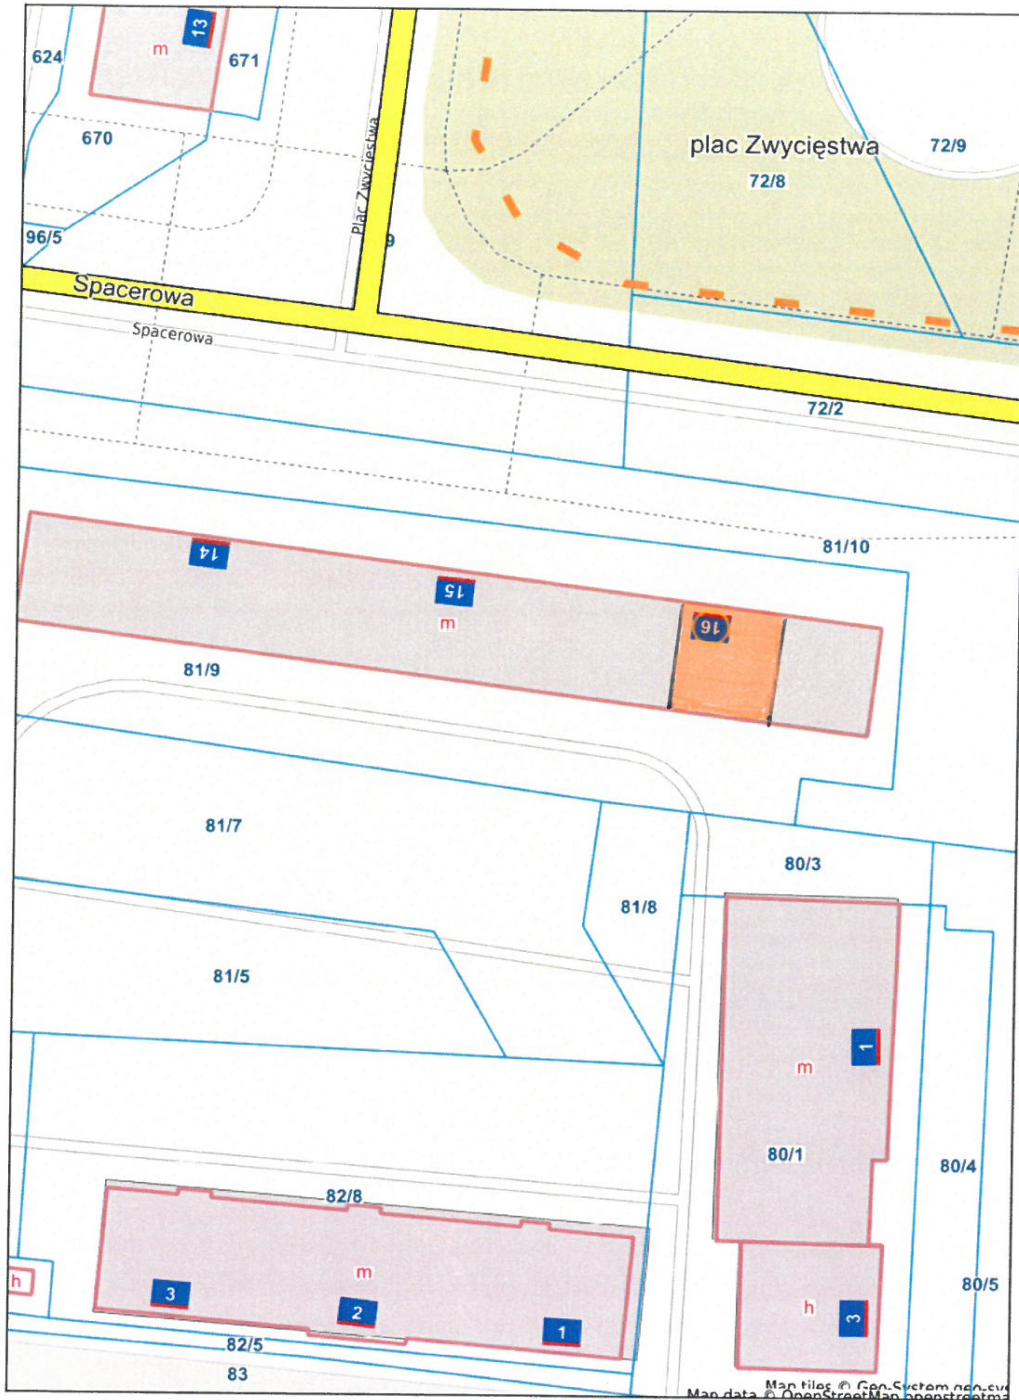 13
m
624
671
670
Plac Zwycięstwa
plac Zwycięstwa
72/9
72/8
96/5
9
Spacerowa
Spacerowa
72/2
81/10
14
15
m
16
81/9
81/7
80/3
81/8
81/5
1
m
80/1
80/4
82/8
m
h
3
2
1
h
3
80/5
82/5
83
Map tiles © Geo-System
Map data © OpenStreetMap